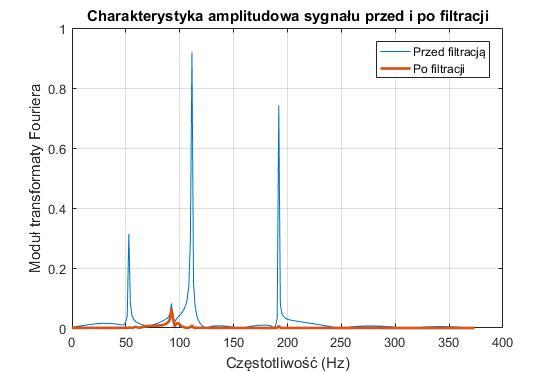 Charakterystyka amplitudowa sygnału przed i po filtracji
Przed filtracją
Po filtracji
Moduł transformaty Fouriera
1
0.8
0.6
0.4
0.2
0
0 50 100 150 200 250 300 350 400
Częstotliwość (Hz)